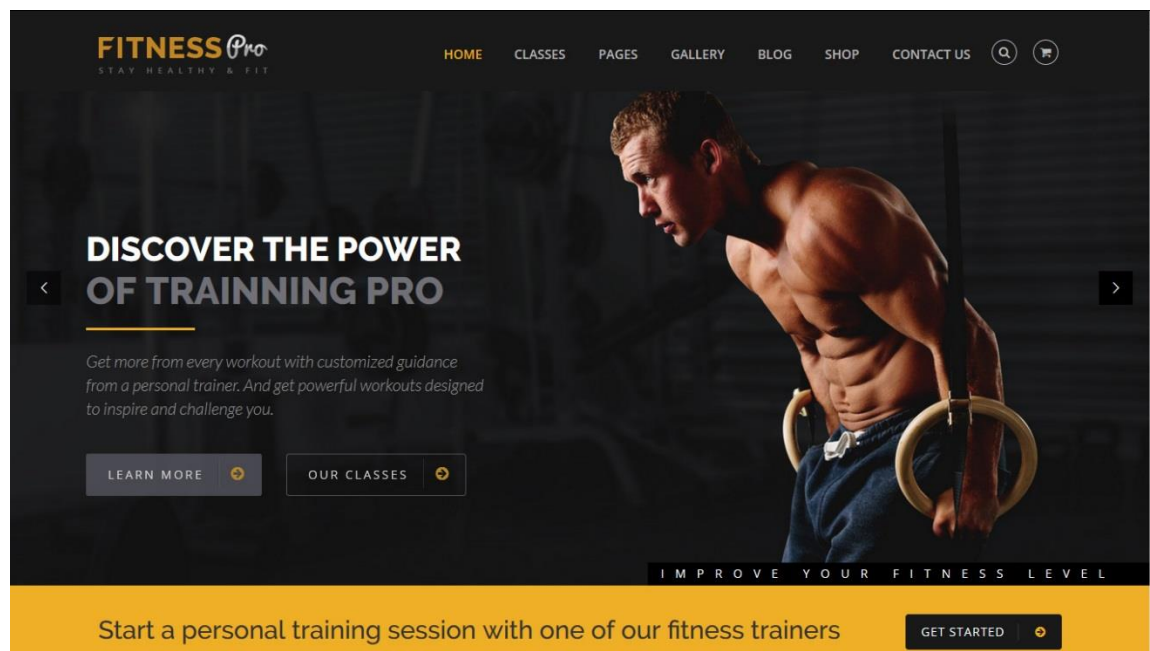 FITNESS Pro
STAY HEALTHY & FIT
HOME CLASSES PAGES GALLERY BLOG SHOP CONTACT US
DISCOVER THE POWER
OF TRAINNING PRO
Get more from every workout with customized guidance
from a personal trainer. And get powerful workouts designed
to inspire and challenge you.
LEARN MORE OUR CLASSES
IMPROVE YOUR FITNESS LEVEL
Start a personal training session with one of our fitness trainers GET STARTED